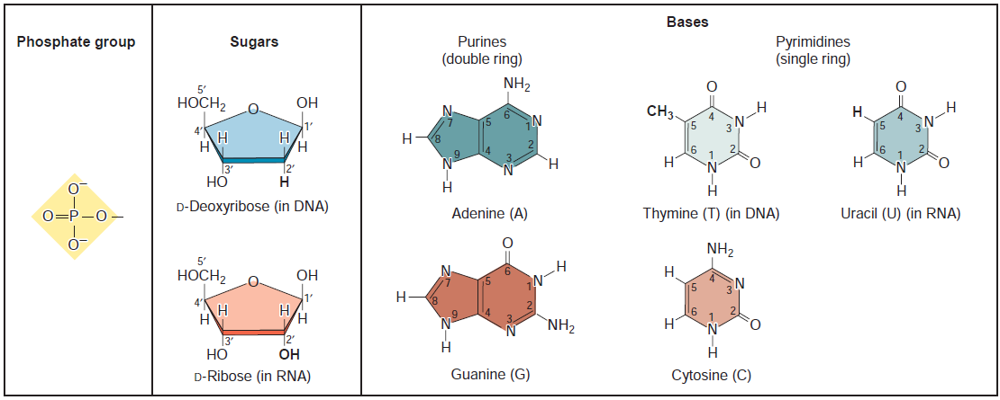 Phosphate group
O⁻
O=P–O–
O⁻
Sugars
5′
HOCH₂ O OH
4′ H H 1′
H H
3′ 2′
HO H
D-Deoxyribose (in DNA)
5′
HOCH₂ O OH
4′ H H 1′
H H
3′ 2′
HO OH
D-Ribose (in RNA)
Bases
Purines
(double ring)
NH₂
N 7 5 6 1 N
H 8 4 2
N 9 3 N H
H
Adenine (A)
O
N 7 5 6 1 N H
H 8 4 2
N 9 3 N NH₂
H
Guanine (G)
Pyrimidines
(single ring)
O
CH₃ 4 H
5 3 N
6 1 2
H N O
H
Thymine (T) (in DNA)
O
H 4 H
5 3 N
6 1 2
H N O
H
Uracil (U) (in RNA)
NH₂
H 4
5 3 N
6 1 2
H N O
H
Cytosine (C)